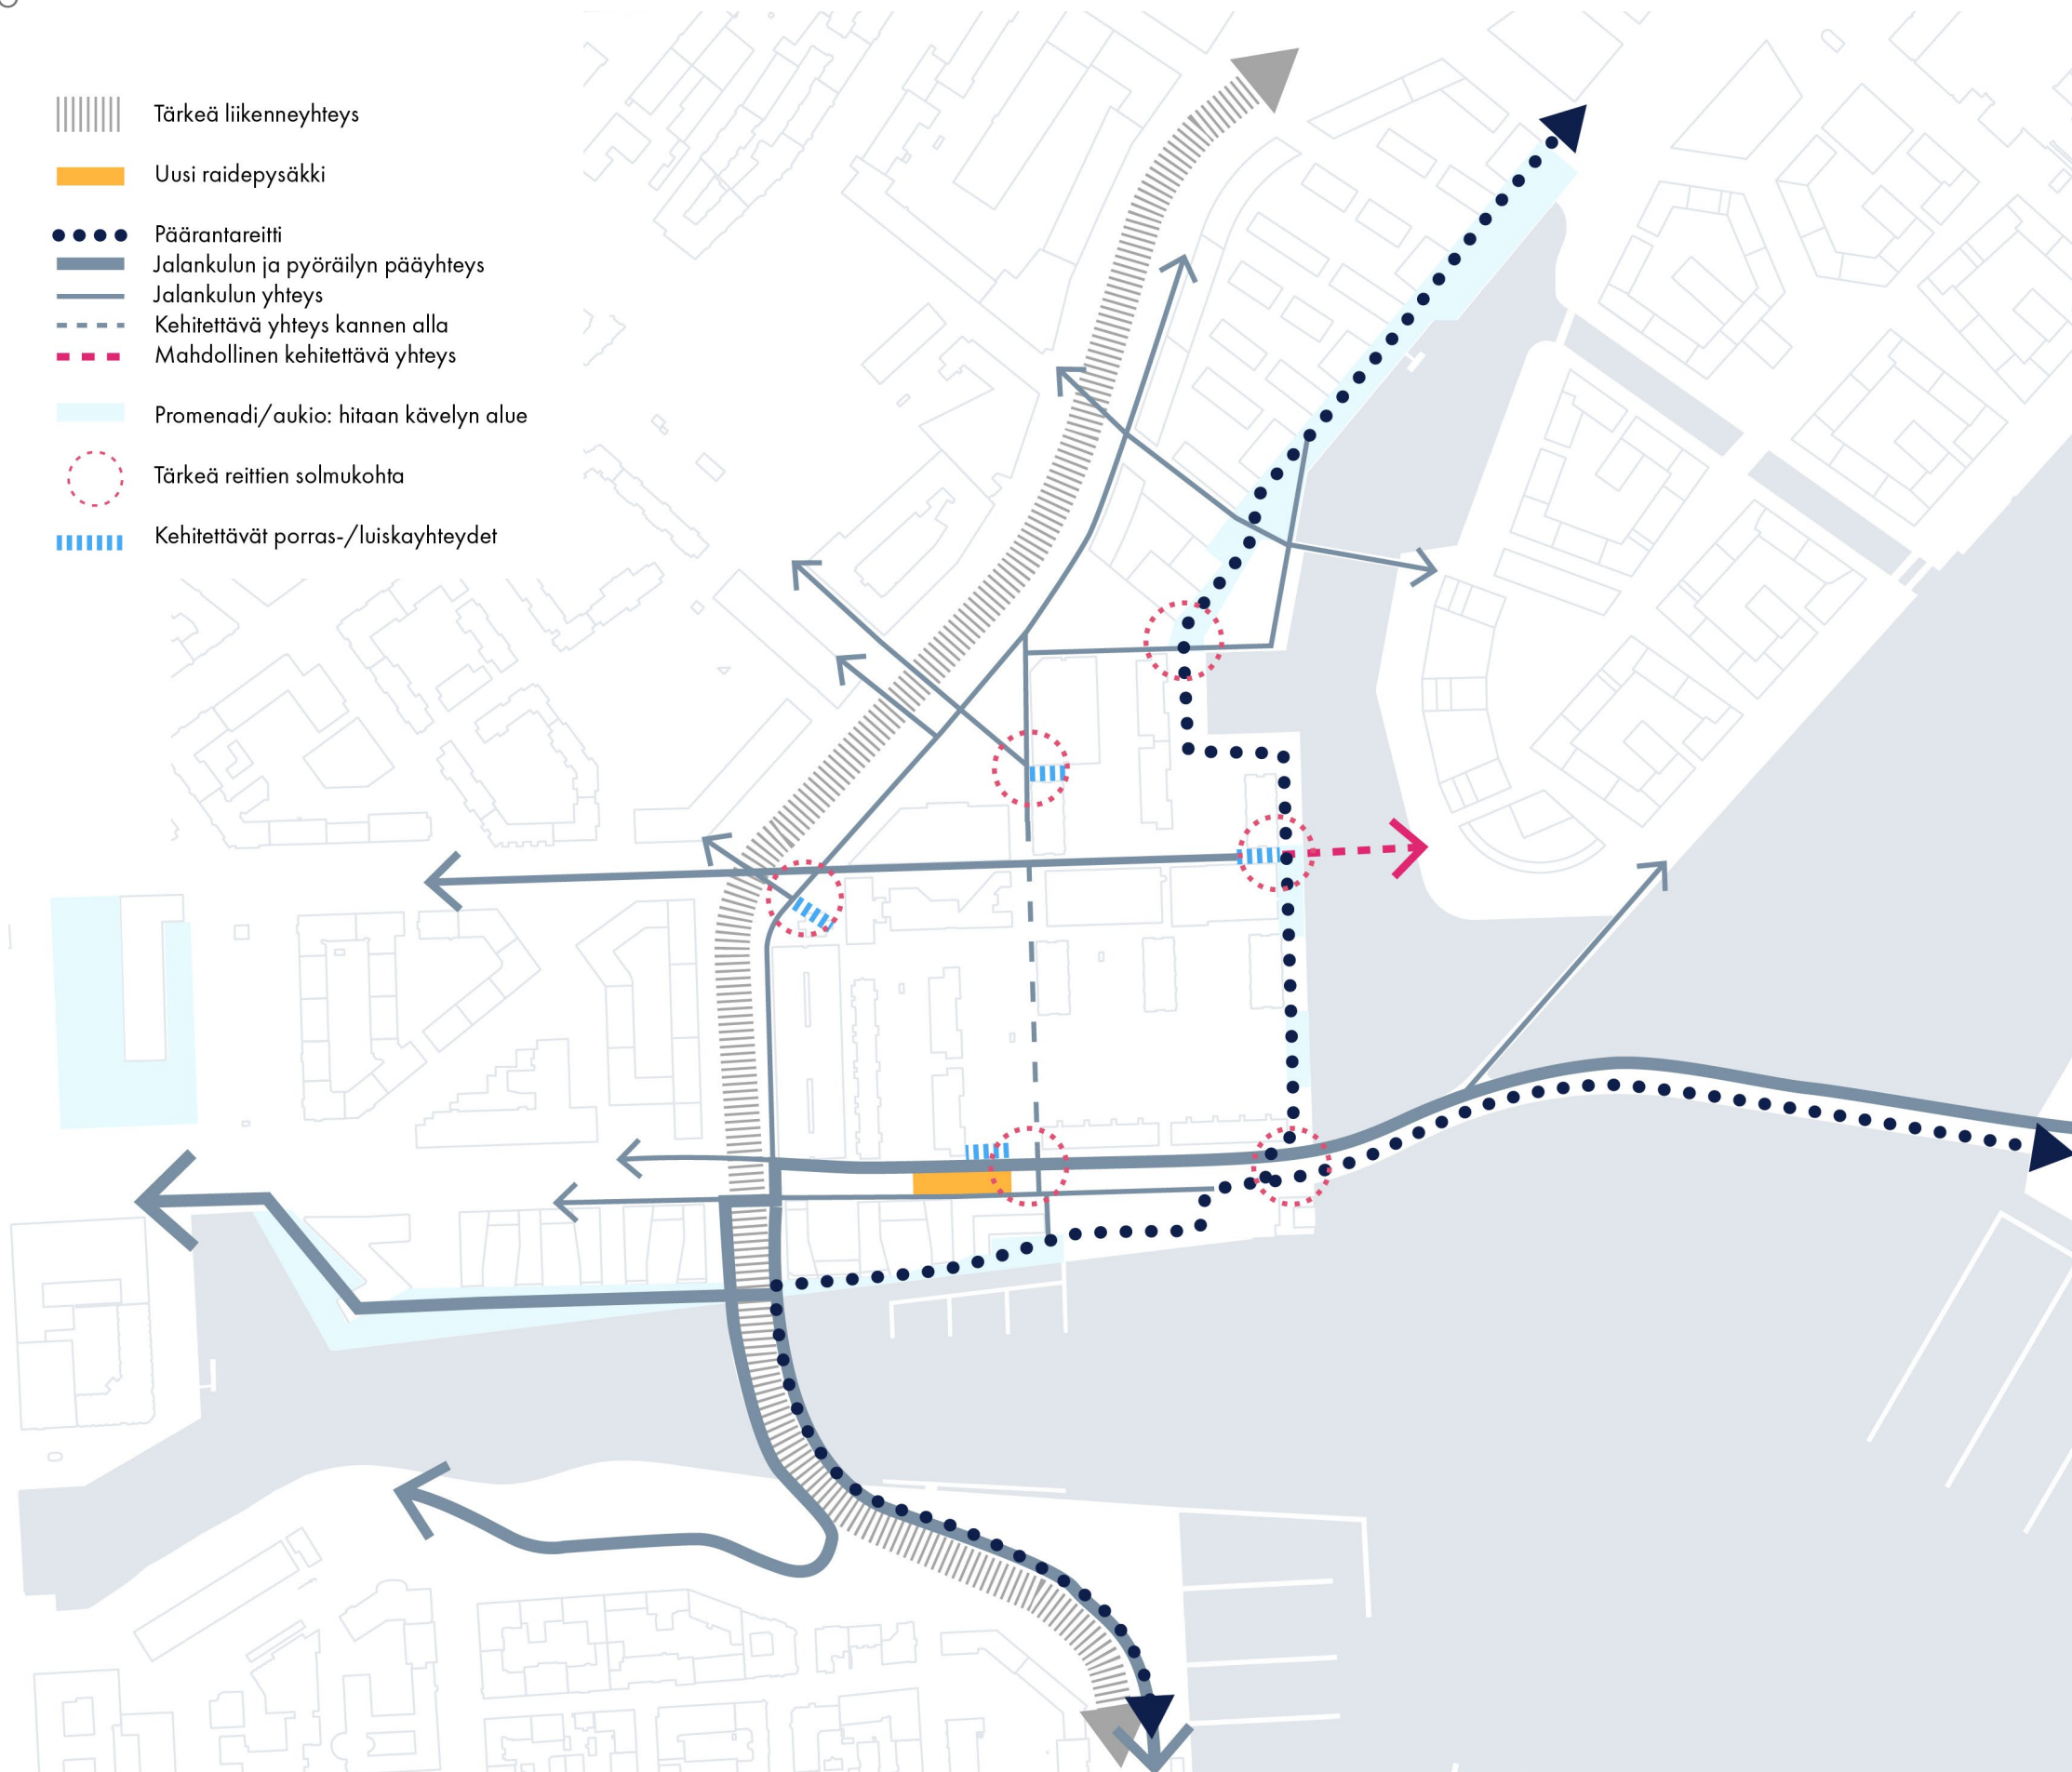 Tärkeä liikenneyhteys
Uusi raidepysäkki
Päärantareitti
Jalankulun ja pyöräilyn pääyhteys
Jalankulun yhteys
Kehitettävä yhteys kannen alla
Mahdollinen kehitettävä yhteys
Promenadi/aukio: hitaan kävelyn alue
Tärkeä reittien solmukohta
Kehitettävät porras-/luiskayhteydet